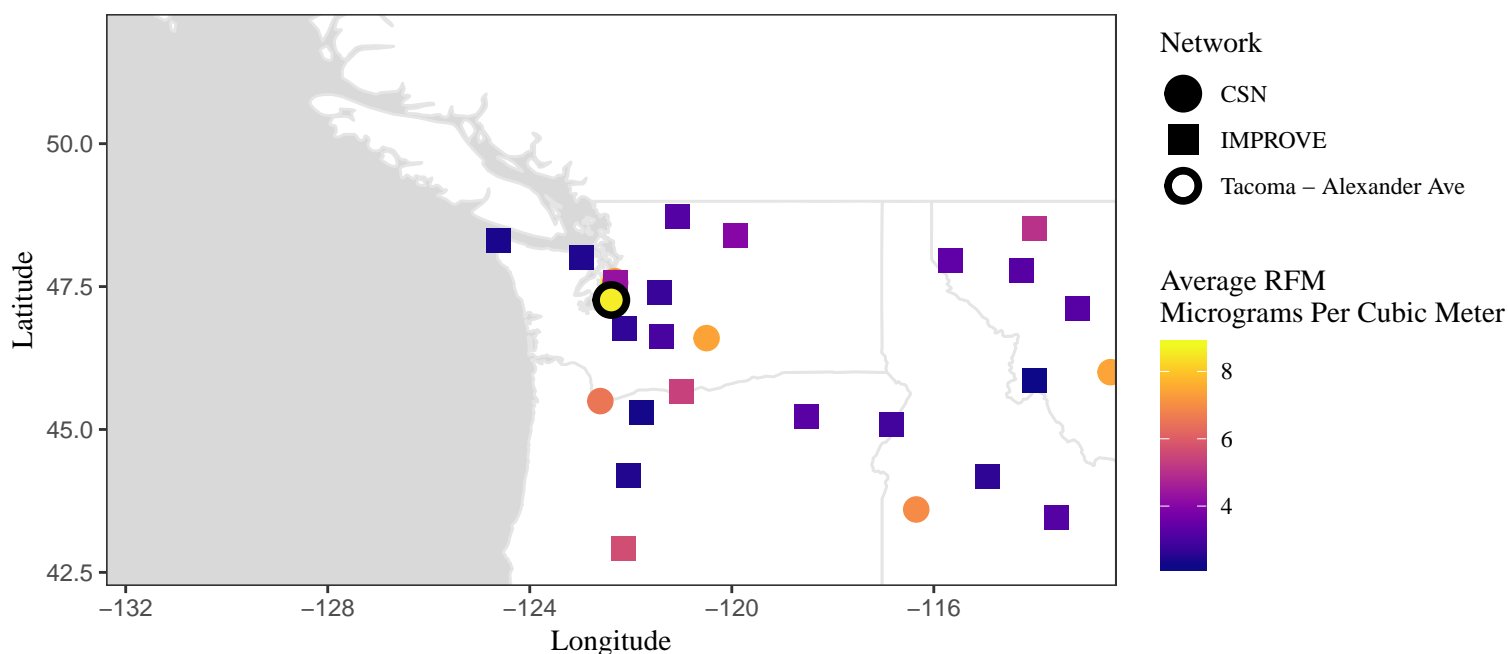 Network
CSN
IMPROVE
Tacoma – Alexander Ave
Average RFM
Micrograms Per Cubic Meter
8
6
4
Latitude
50.0
47.5
45.0
42.5
−132
−128
−124
−120
−116
Longitude